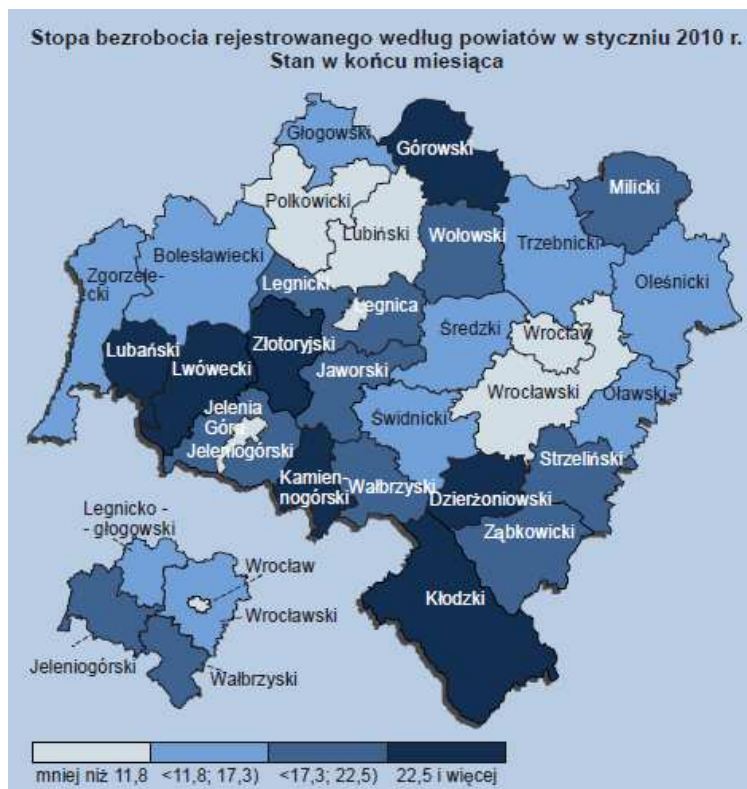 Stopa bezrobocia rejestrowanego według powiatów w styczniu 2010 r.
Stan w końcu miesiąca
Głogowski
Górowski
Milicki
Polkowicki
Lubiński
Wołowski
Trzebnicki
Bolesławiecki
Zgorzele-
cki
Oleśnicki
Legnicki
Legnica
Średzki
Wrocław
Lubański
Lwówecki
Złotoryjski
Jaworski
Wrocławski
Oławski
Jelenia
Góra
Jeleniogórski
Świdnicki
Strzeliński
Kamien-
nogórski
Wałbrzyski
Dzierżoniowski
Ząbkowicki
Kłodzki
Legnicko -
- głogowski
Wrocław
Wrocławski
Jeleniogórski
Wałbrzyski
mniej niż 11,8 <11,8; 17,3) <17,3; 22,5) 22,5 i więcej